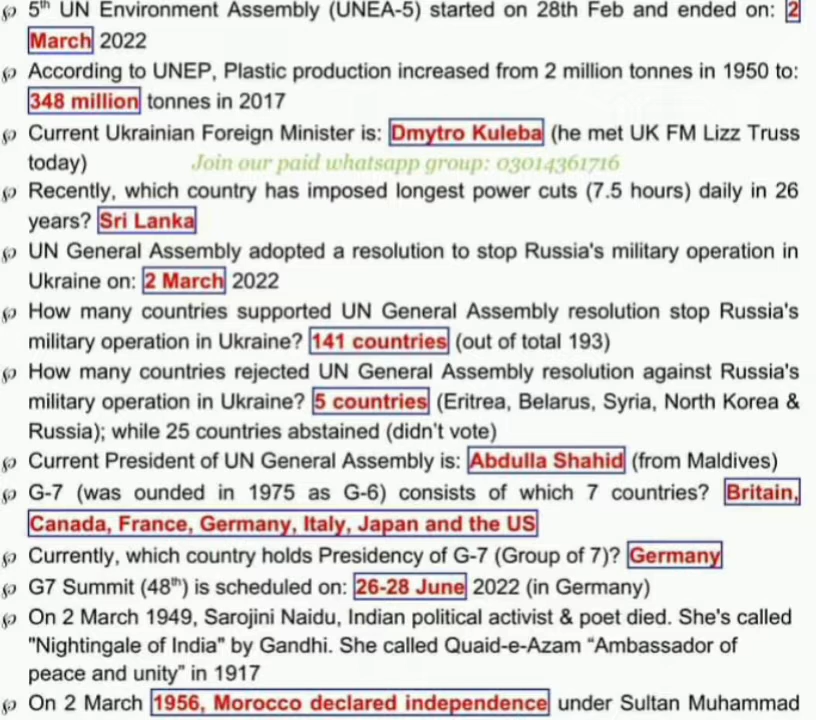 ℘ 5th UN Environment Assembly (UNEA-5) started on 28th Feb and ended on: 2
March 2022
℘ According to UNEP, Plastic production increased from 2 million tonnes in 1950 to:
348 million tonnes in 2017
℘ Current Ukrainian Foreign Minister is: Dmytro Kuleba (he met UK FM Lizz Truss
today) Join our paid whatsapp group: 03014361716
℘ Recently, which country has imposed longest power cuts (7.5 hours) daily in 26
years? Sri Lanka
℘ UN General Assembly adopted a resolution to stop Russia's military operation in
Ukraine on: 2 March 2022
℘ How many countries supported UN General Assembly resolution stop Russia's
military operation in Ukraine? 141 countries (out of total 193)
℘ How many countries rejected UN General Assembly resolution against Russia's
military operation in Ukraine? 5 countries (Eritrea, Belarus, Syria, North Korea &
Russia); while 25 countries abstained (didn't vote)
℘ Current President of UN General Assembly is: Abdulla Shahid (from Maldives)
℘ G-7 (was ounded in 1975 as G-6) consists of which 7 countries? Britain,
Canada, France, Germany, Italy, Japan and the US
℘ Currently, which country holds Presidency of G-7 (Group of 7)? Germany
℘ G7 Summit (48th) is scheduled on: 26-28 June 2022 (in Germany)
℘ On 2 March 1949, Sarojini Naidu, Indian political activist & poet died. She's called
"Nightingale of India" by Gandhi. She called Quaid-e-Azam “Ambassador of
peace and unity” in 1917
℘ On 2 March 1956, Morocco declared independence under Sultan Muhammad